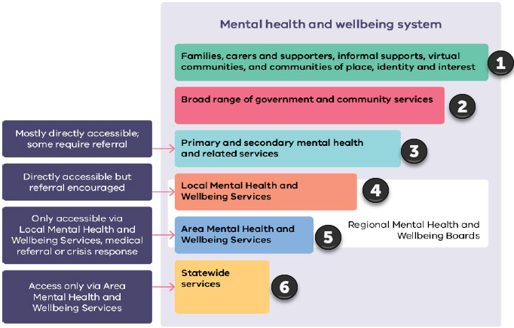 Mental health and wellbeing system
Families, carers and supporters, informal supports, virtual
communities, and communities of place, identity and interest
1
Broad range of government and community services
2
Mostly directly accessible;
some require referral
Primary and secondary mental health
and related services
3
Directly accessible but
referral encouraged
Local Mental Health and
Wellbeing Services
4
Only accessible via
Local Mental Health and
Wellbeing Services, medical
referral or crisis response
Area Mental Health and
Wellbeing Services
5
Regional Mental Health and
Wellbeing Boards
Access only via Area
Mental Health and
Wellbeing Services
Statewide
services
6